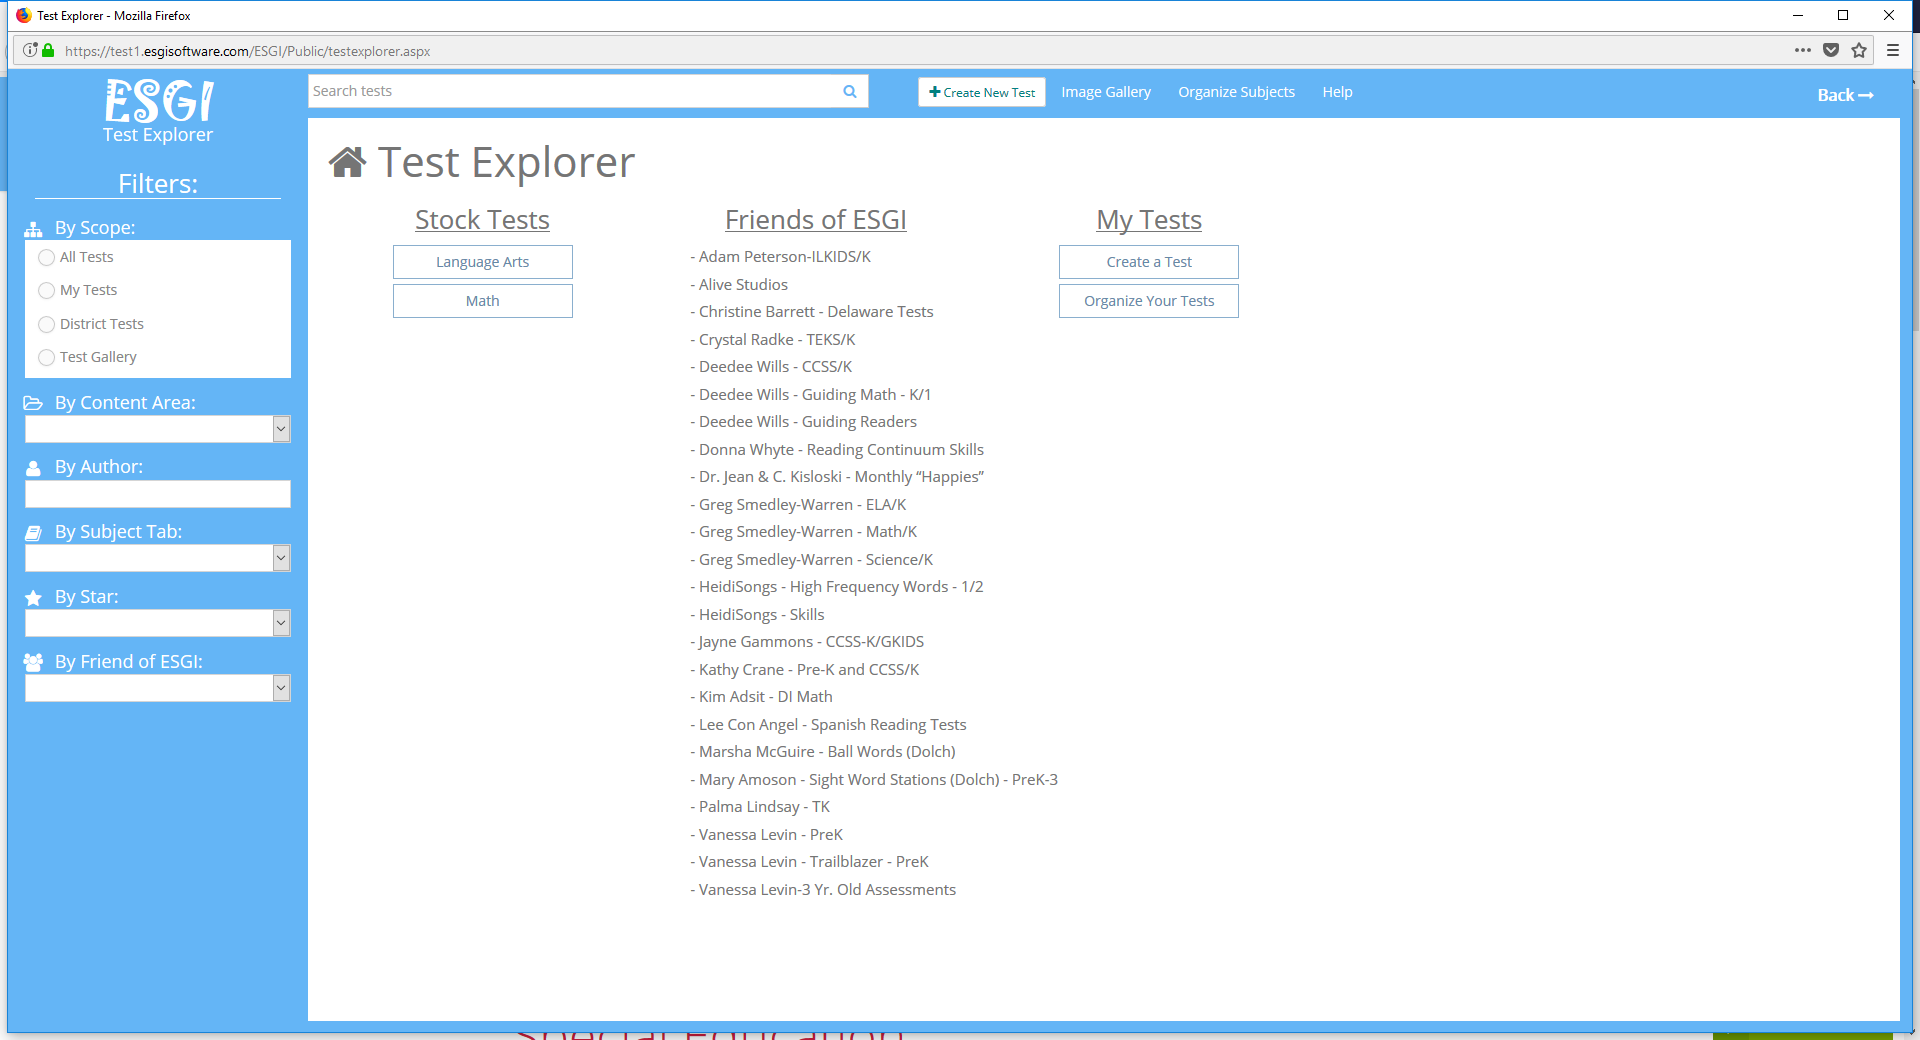 Test Explorer - Mozilla Firefox
https://test1.esgisoftware.com/ESGI/Public/testexplorer.aspx
ESGI
Test Explorer
Search tests
Create New Test
Image Gallery
Organize Subjects
Help
Back
Filters:
By Scope:
All Tests
My Tests
District Tests
Test Gallery
By Content Area:
By Author:
By Subject Tab:
By Star:
By Friend of ESGI:
Test Explorer
Stock Tests
Language Arts
Math
Friends of ESGI
- Adam Peterson-ILKIDS/K
- Alive Studios
- Christine Barrett - Delaware Tests
- Crystal Radke - TEKS/K
- Deedee Wills - CCSS/K
- Deedee Wills - Guiding Math - K/1
- Deedee Wills - Guiding Readers
- Donna Whyte - Reading Continuum Skills
- Dr. Jean & C. Kisloski - Monthly “Happies”
- Greg Smedley-Warren - ELA/K
- Greg Smedley-Warren - Math/K
- Greg Smedley-Warren - Science/K
- HeidiSongs - High Frequency Words - 1/2
- HeidiSongs - Skills
- Jayne Gammons - CCSS-K/GKIDS
- Kathy Crane - Pre-K and CCSS/K
- Kim Adsit - DI Math
- Lee Con Angel - Spanish Reading Tests
- Marsha McGuire - Ball Words (Dolch)
- Mary Amoson - Sight Word Stations (Dolch) - PreK-3
- Palma Lindsay - TK
- Vanessa Levin - PreK
- Vanessa Levin - Trailblazer - PreK
- Vanessa Levin-3 Yr. Old Assessments
My Tests
Create a Test
Organize Your Tests
Special Education